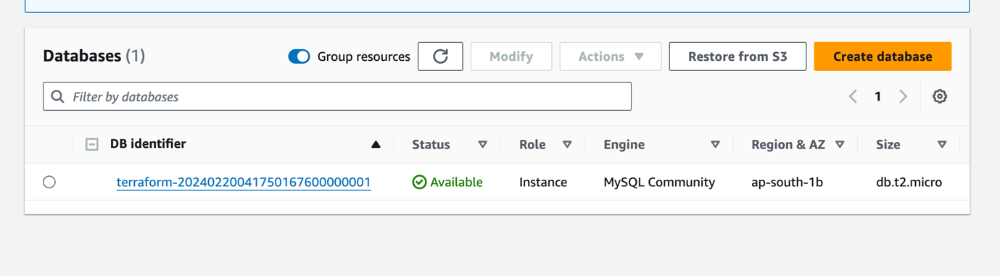 Databases (1) Group resources Modify Actions Restore from S3 Create database
Filter by databases 1
DB identifier Status Role Engine Region & AZ Size
terraform-20240220041750167600000001 Available Instance MySQL Community ap-south-1b db.t2.micro